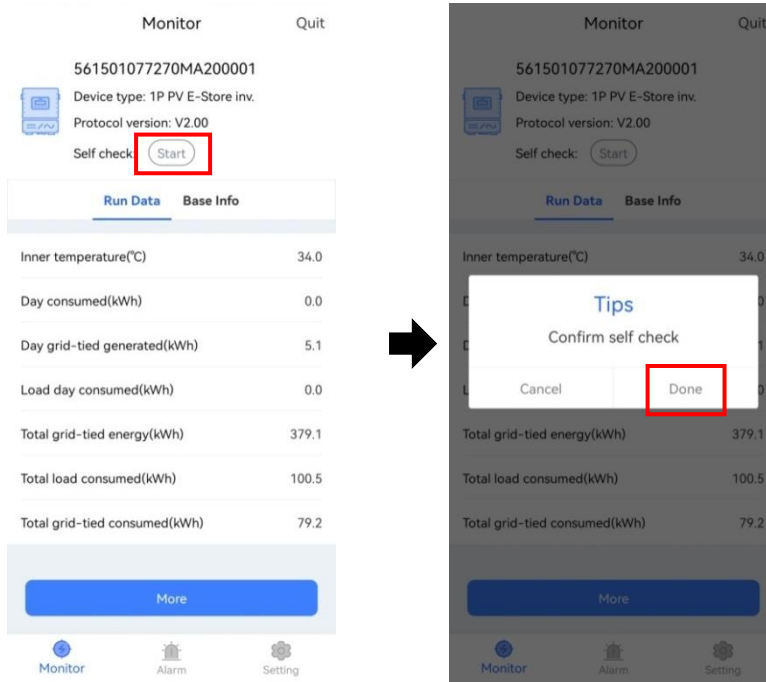 Monitor Quit
561501077270MA200001
Device type: 1P PV E-Store inv.
Protocol version: V2.00
Self check: Start
Run Data Base Info
Inner temperature(℃) 34.0
Day consumed(kWh) 0.0
Day grid-tied generated(kWh) 5.1
Load day consumed(kWh) 0.0
Total grid-tied energy(kWh) 379.1
Total load consumed(kWh) 100.5
Total grid-tied consumed(kWh) 79.2
More
Monitor Alarm Setting
Monitor Quit
561501077270MA200001
Device type: 1P PV E-Store inv.
Protocol version: V2.00
Self check: Start
Run Data Base Info
Inner temperature(℃) 34.0
Tips
Confirm self check
Cancel Done
Total grid-tied energy(kWh) 379.1
Total load consumed(kWh) 100.5
Total grid-tied consumed(kWh) 79.2
More
Monitor Alarm Setting